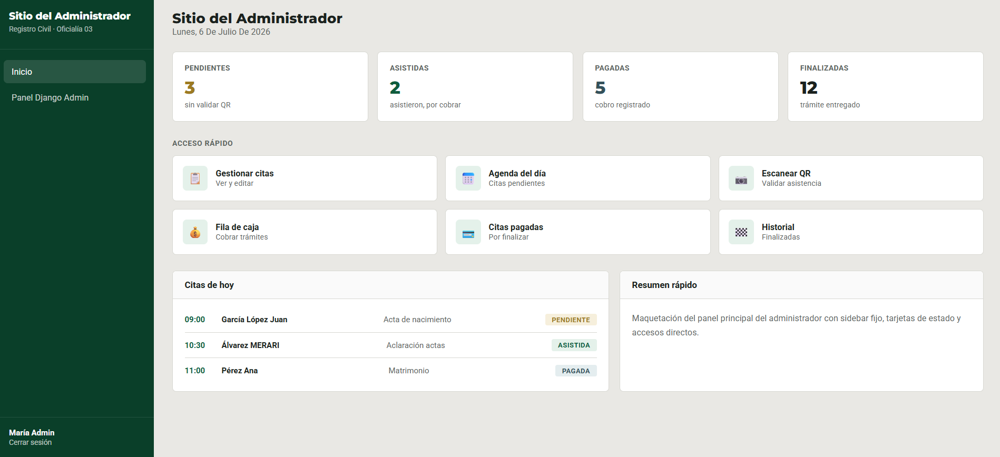 Sitio del Administrador
Registro Civil · Oficialía 03
Inicio
Panel Django Admin
María Admin
Cerrar sesión
Sitio del Administrador
Lunes, 6 De Julio De 2026
PENDIENTES
3
sin validar QR
ASISTIDAS
2
asistieron, por cobrar
PAGADAS
5
cobro registrado
FINALIZADAS
12
trámite entregado
ACCESO RÁPIDO
Gestionar citas
Ver y editar
Agenda del día
Citas pendientes
Escanear QR
Validar asistencia
Fila de caja
Cobrar trámites
Citas pagadas
Por finalizar
Historial
Finalizadas
Citas de hoy
09:00 García López Juan Acta de nacimiento PENDIENTE
10:30 Álvarez MERARI Aclaración actas ASISTIDA
11:00 Pérez Ana Matrimonio PAGADA
Resumen rápido
Maquetación del panel principal del administrador con sidebar fijo, tarjetas de estado y
accesos directos.